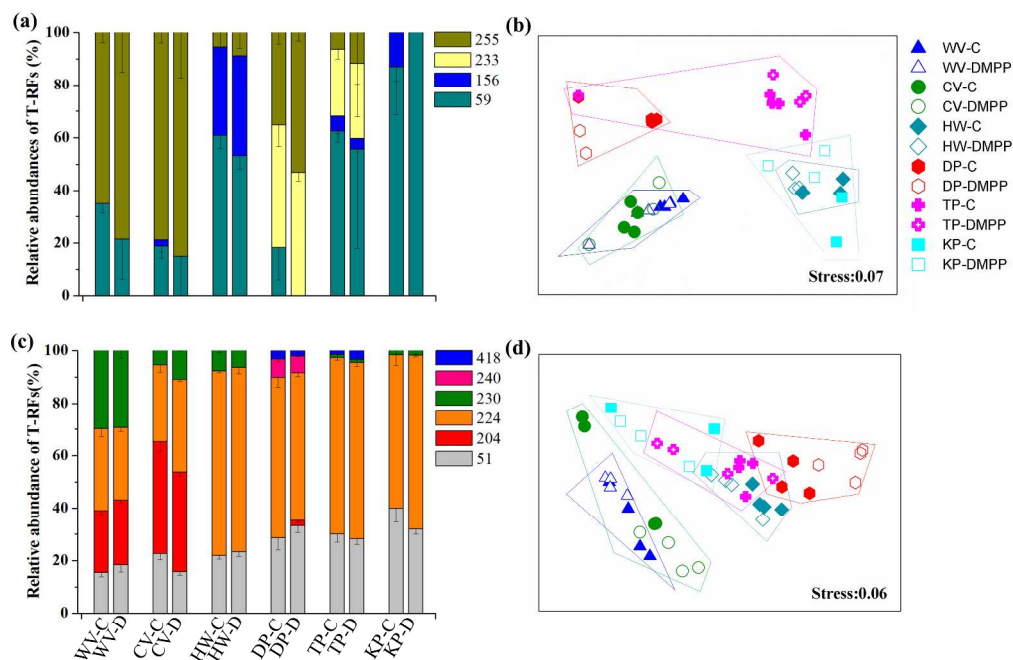 (a)
Relative abundances of T-RFs (%)
100
80
60
40
20
0
255
233
156
59
(b)
Stress:0.07
WV-C
WV-DMPP
CV-C
CV-DMPP
HW-C
HW-DMPP
DP-C
DP-DMPP
TP-C
TP-DMPP
KP-C
KP-DMPP
(c)
Relative abundance of T-RFs(%)
100
80
60
40
20
0
418
240
230
224
204
51
WV-C
WV-D
CV-C
CV-D
HW-C
HW-D
DP-C
DP-D
TP-C
TP-D
KP-C
KP-D
(d)
Stress:0.06